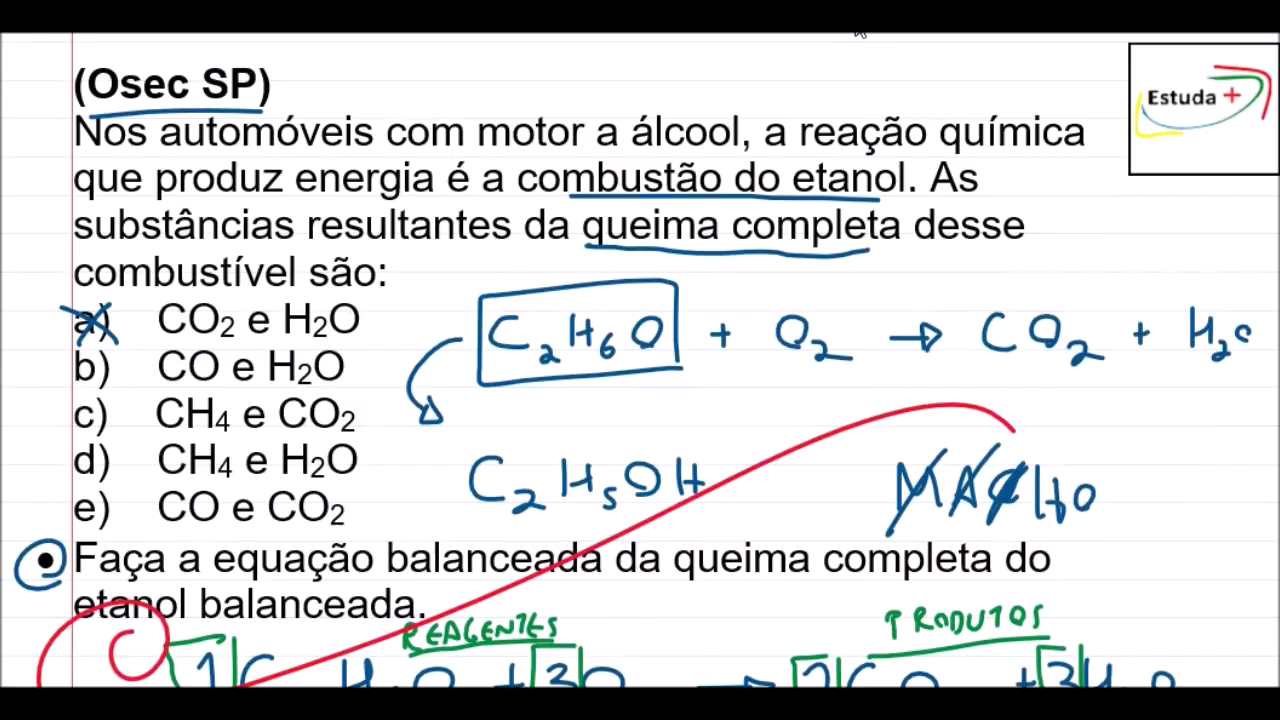 (Osec SP)
Estuda +
Nos automóveis com motor a álcool, a reação química
que produz energia é a combustão do etanol. As
substâncias resultantes da queima completa desse
combustível são:
a) CO₂ e H₂O
C₂H₆O + O₂ → CO₂ + H₂O
b) CO e H₂O
c) CH₄ e CO₂
d) CH₄ e H₂O
C₂H₅OH
MACHO
e) CO e CO₂
• Faça a equação balanceada da queima completa do
etanol balanceada.
REAGENTES
PRODUTOS
C